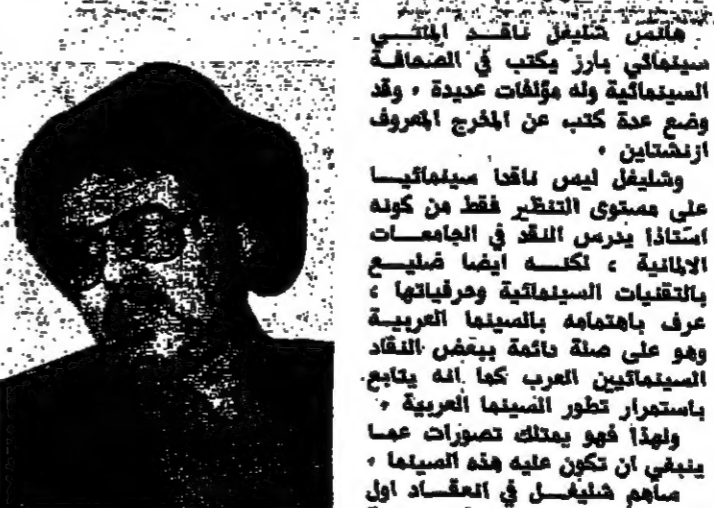 هانس شليغل ناقد الماني
سينمائي بارز يكتب في الصحافة
السينمائية وله مؤلفات عديدة ، وقد
وضع عدة كتب عن المخرج المعروف
ازنشتاين ،
وشليغل ليس ناقدا سينمائيا
على مستوى التنظير فقط من كونه
استاذا يدرس النقد في الجامعات
الالمانية ، لكنه ايضا ضليع
بالتقنيات السينمائية وحرفياتها ،
عرف باهتمامه بالسينما العربية
وهو على صلة دائمة ببعض النقاد
السينمائيين العرب كما انه يتابع
باستمرار تطور السينما العربية ،
ولهذا فهو يمتلك تصورات عما
ينبغي ان تكون عليه هذه السينما ،
ساهم شليغل في انعقاد اول